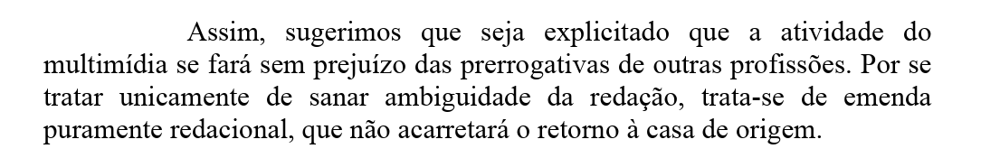 Assim, sugerimos que seja explicitado que a atividade do
multimídia se fará sem prejuízo das prerrogativas de outras profissões. Por se
tratar unicamente de sanar ambiguidade da redação, trata-se de emenda
puramente redacional, que não acarretará o retorno à casa de origem.